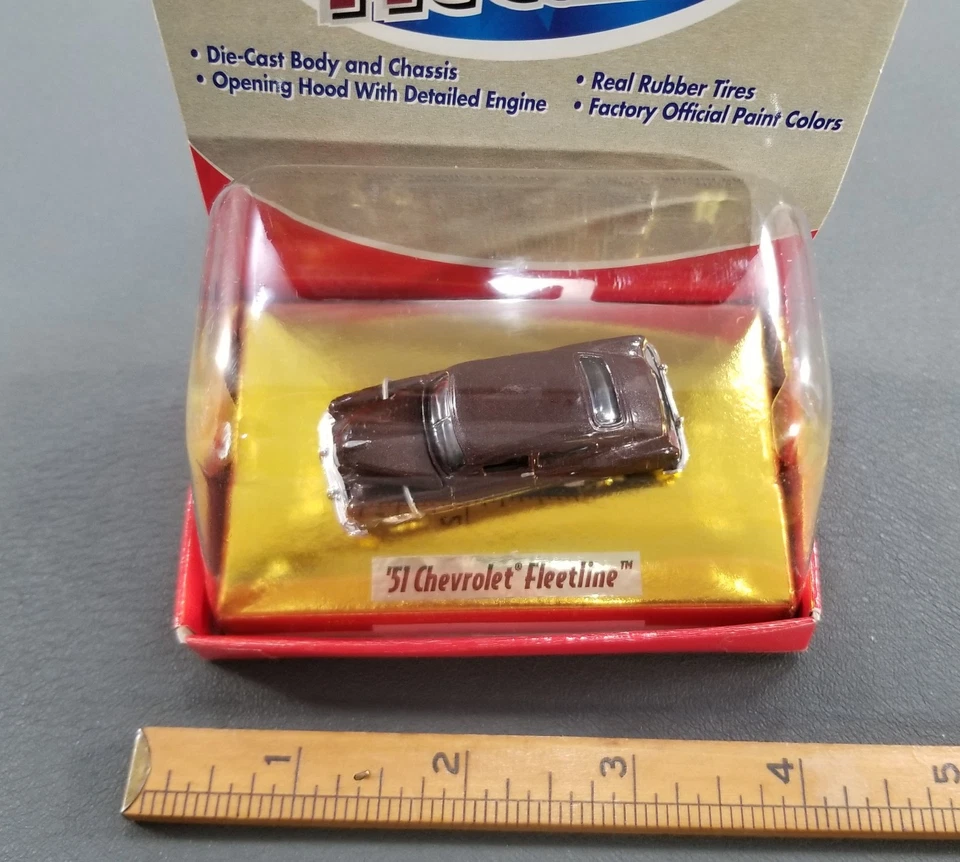 • Die-Cast Body and Chassis
• Opening Hood With Detailed Engine
• Real Rubber Tires
• Factory Official Paint Colors
'51 Chevrolet® Fleetline™
1 2 3 4 5